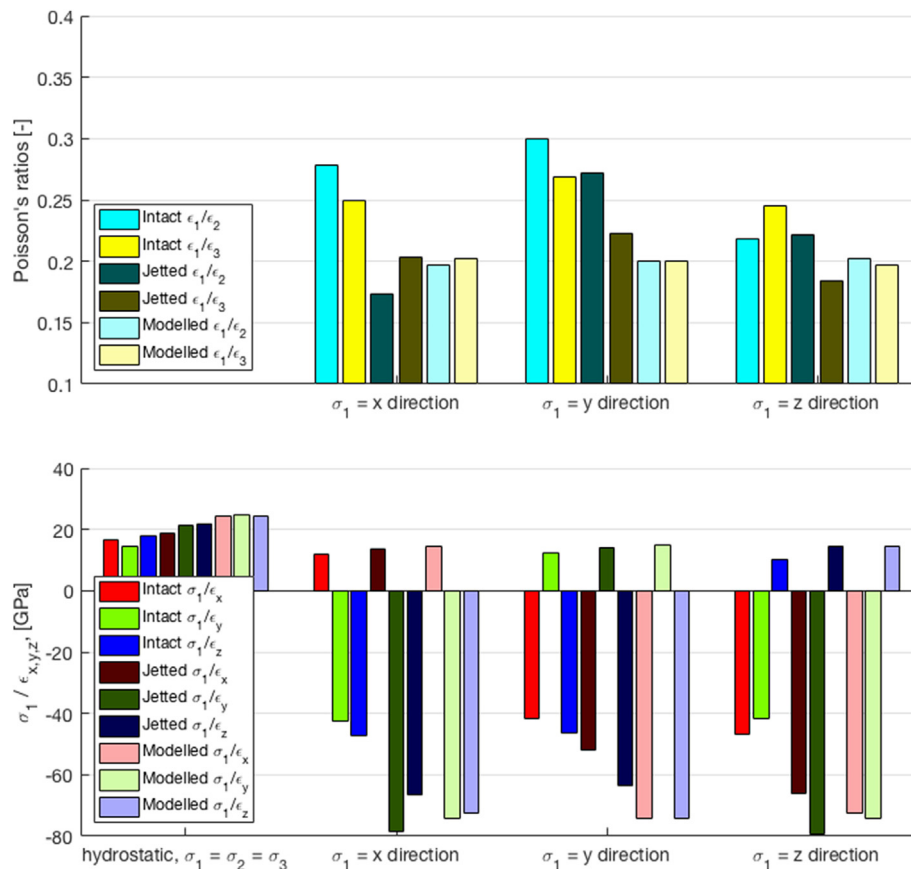 0.4
0.35
0.3
0.25
0.2
0.15
0.1
Poisson's ratios [-]
Intact ϵ₁/ϵ₂
Intact ϵ₁/ϵ₃
Jetted ϵ₁/ϵ₂
Jetted ϵ₁/ϵ₃
Modelled ϵ₁/ϵ₂
Modelled ϵ₁/ϵ₃
σ₁ = x direction
σ₁ = y direction
σ₁ = z direction
40
20
0
-20
-40
-60
-80
σ₁ / ϵx,y,z, [GPa]
Intact σ₁/ϵx
Intact σ₁/ϵy
Intact σ₁/ϵz
Jetted σ₁/ϵx
Jetted σ₁/ϵy
Jetted σ₁/ϵz
Modelled σ₁/ϵx
Modelled σ₁/ϵy
Modelled σ₁/ϵz
hydrostatic, σ₁ = σ₂ = σ₃
σ₁ = x direction
σ₁ = y direction
σ₁ = z direction